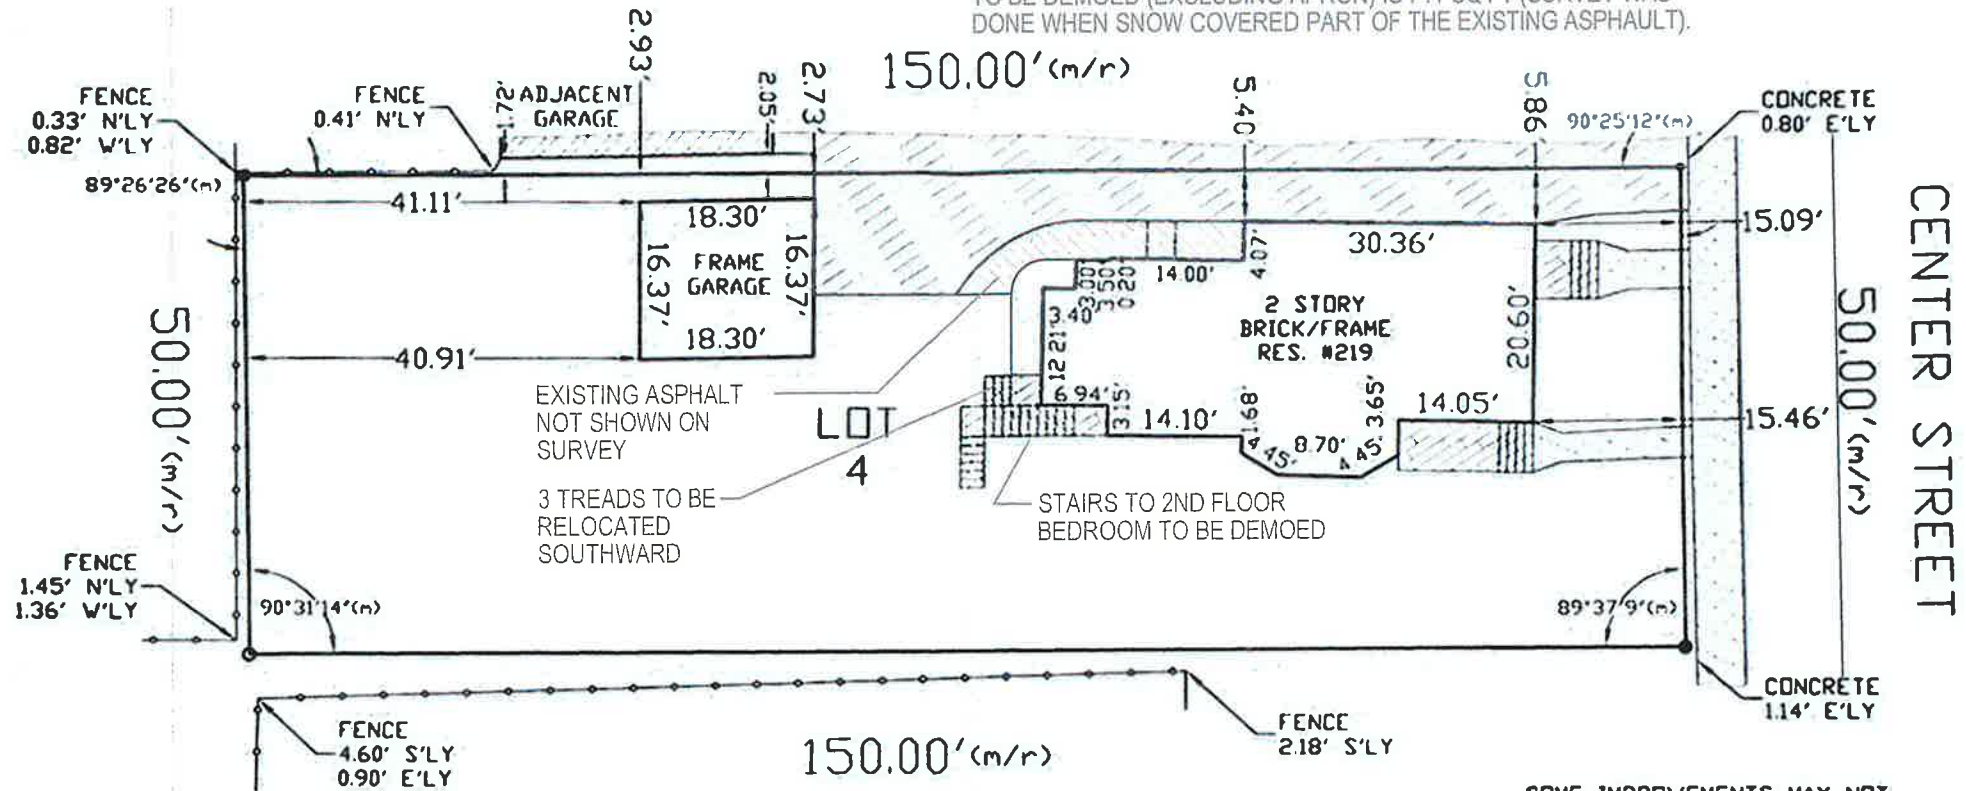 DONE WHEN SNOW COVERED PART OF THE EXISTING ASPHAULT).
150.00'(m/r)
2.93'
FENCE
0.33' N'LY
0.82' W'LY
FENCE
0.41' N'LY
1.72'
ADJACENT
GARAGE
2.05'
2.73'
5.40'
5.86'
90°25'12"(m)
CONCRETE
0.80' E'LY
89°26'26"(m)
41.11'
18.30'
16.37'
FRAME
GARAGE
16.37'
18.30'
40.91'
30.36'
15.09'
14.00'
4.07'
3.00'
3.50'
0.20'
3.40'
12.21'
6.94'
3.15'
14.10'
1.68'
4.45'
8.70'
4.45'
3.65'
14.05'
20.60'
15.46'
2 STORY
BRICK/FRAME
RES. #219
EXISTING ASPHALT
NOT SHOWN ON
SURVEY
LOT
4
3 TREADS TO BE
RELOCATED
SOUTHWARD
STAIRS TO 2ND FLOOR
BEDROOM TO BE DEMOED
50.00'(m/r)
50.00'(m/r)
CENTER STREET
FENCE
1.45' N'LY
1.36' W'LY
90°31'14"(m)
89°37'9"(m)
CONCRETE
1.14' E'LY
FENCE
4.60' S'LY
0.90' E'LY
150.00'(m/r)
FENCE
2.18' S'LY
SOME IMPROVEMENTS MAY NOT